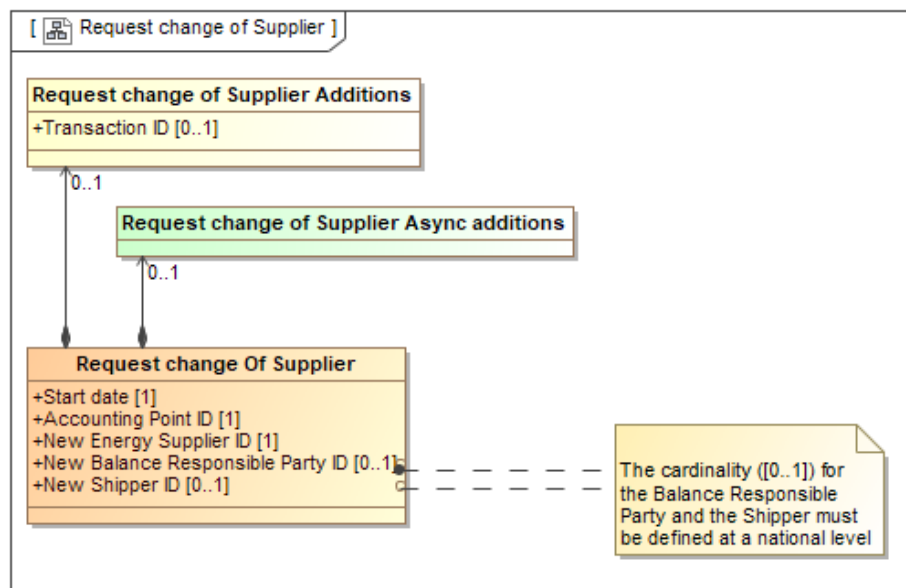 [ Request change of Supplier ]
Request change of Supplier Additions
+Transaction ID [0..1]
0..1
Request change of Supplier Async additions
0..1
Request change Of Supplier
+Start date [1]
+Accounting Point ID [1]
+New Energy Supplier ID [1]
+New Balance Responsible Party ID [0..1]
+New Shipper ID [0..1]
The cardinality ([0..1]) for
the Balance Responsible
Party and the Shipper must
be defined at a national level